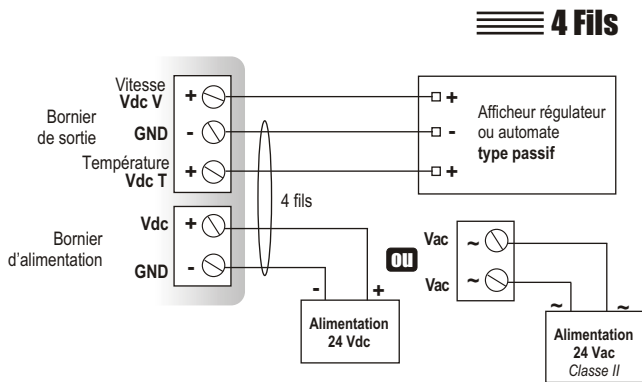 4 Fils
Vitesse
Vdc V
Bornier
de sortie
GND
Température
Vdc T
+
-
+
+
-
+
Afficheur régulateur
ou automate
type passif
4 fils
Bornier
d'alimentation
Vdc
GND
+
-
-
+
Alimentation
24 Vdc
ou
Vac
Vac
~
~
~
~
Alimentation
24 Vac
Classe II